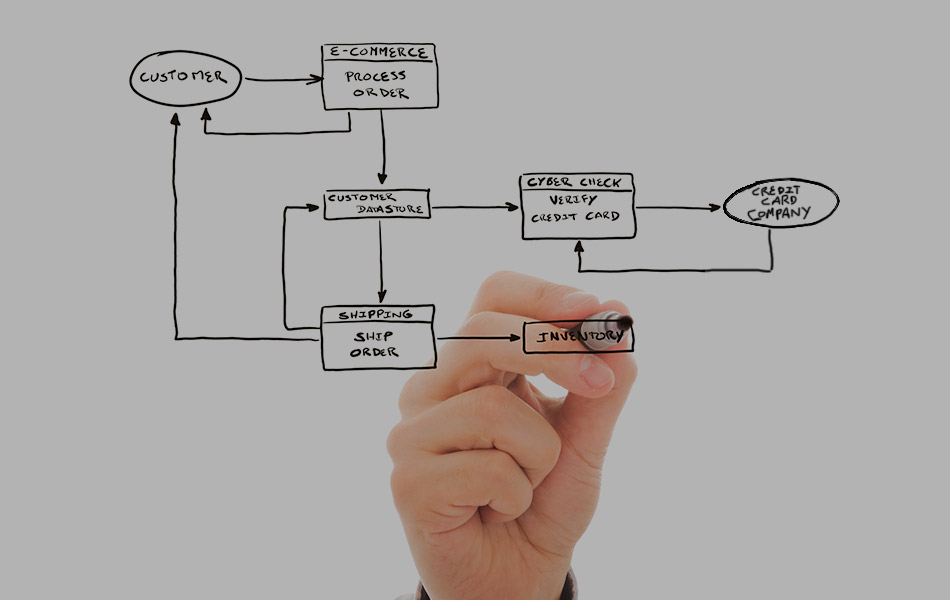 CUSTOMER
E-COMMERCE
PROCESS
ORDER
CUSTOMER
DATASTORE
CYBER CHECK
VERIFY
CREDIT CARD
CREDIT
CARD
COMPANY
SHIPPING
SHIP
ORDER
INVENTORY